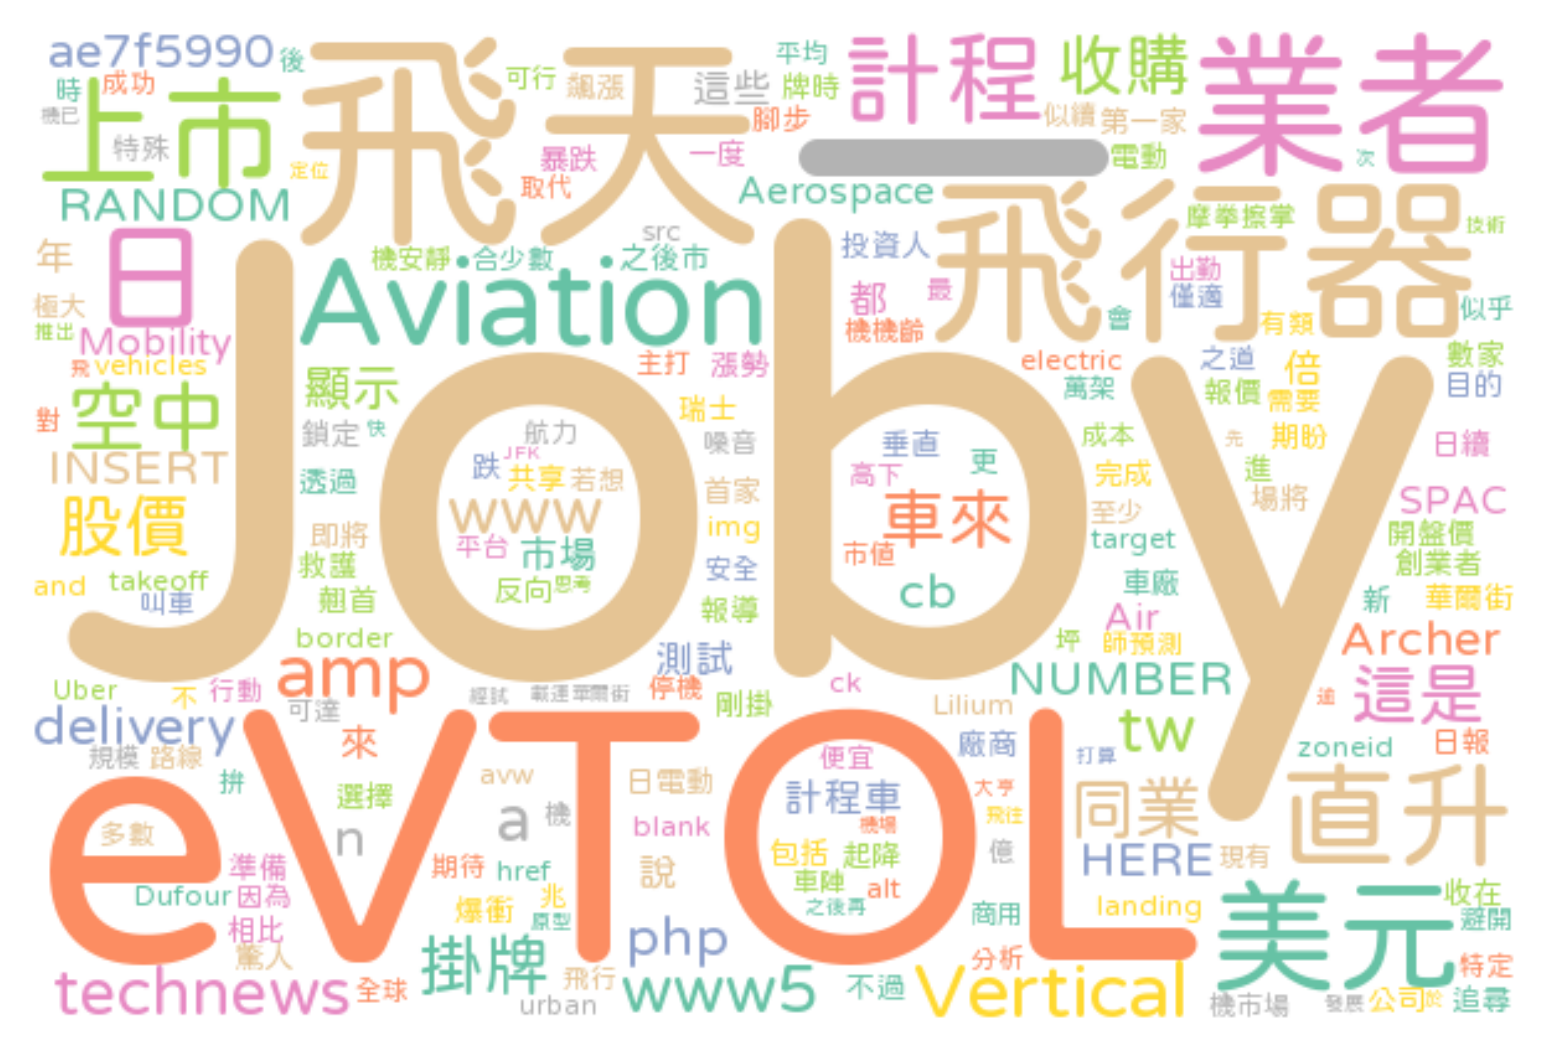 ae7f5990 後 飛天 可行 飆漲 這些 平均 牌時 計程 收購 業者
時 成功 上市 機已 特殊 定位 暴跌 取代 一度 腳步 似續 第一家 電動 次
RANDOM Aerospace 飛行器 摩拳擦掌 技術
年 日 src 機安靜 合少數 之後市 投資人 出勤 僅適
極大 Aviation 都 最 機機齡 會 有類 似乎
推出 Mobility
飛 vehicles 主打 漲勢 electric 之道 倍 數家
Joby
空中 顯示 萬架 報價 需要 目的
對 鎖定 快 航力 瑞士 噪音 垂直 成本 先 期盼 日續
INSERT 透過 跌 JFK 共享 若想 首家 高下 更 完成 進 場將 SPAC
股價 即將 www 平台 市場 img 車來 至少 target 開盤價
and takeoff 救護 反向 思考 安全 市值 cb 車廠 創業者
叫車 翹首 報導 Air 新 華爾街
border 測試 坪 師預測 Archer
Uber 不 行動 amp 經試 載運 華爾街 停機 剛掛 ck NUMBER 這是
delivery 可達 Lilium tw
規模 路線 來 廠商 打算 zoneid 日報
eVTOL
拚 選擇 avw 日電動 便宜 計程車 大亨 同業 直升
多數 n a 機 blank 機場 飛往
準備 期待 href 說 包括 起降 億 HERE 現有
Dufour 因為 兆 車陣 alt
相比 爆衝 原型 之後再 商用 landing 美元 收在
驚人 掛牌 php 避開
technews 全球 飛行 www5 不過 分析 Vertical 特定
urban 機市場 發展 公司 於 追尋